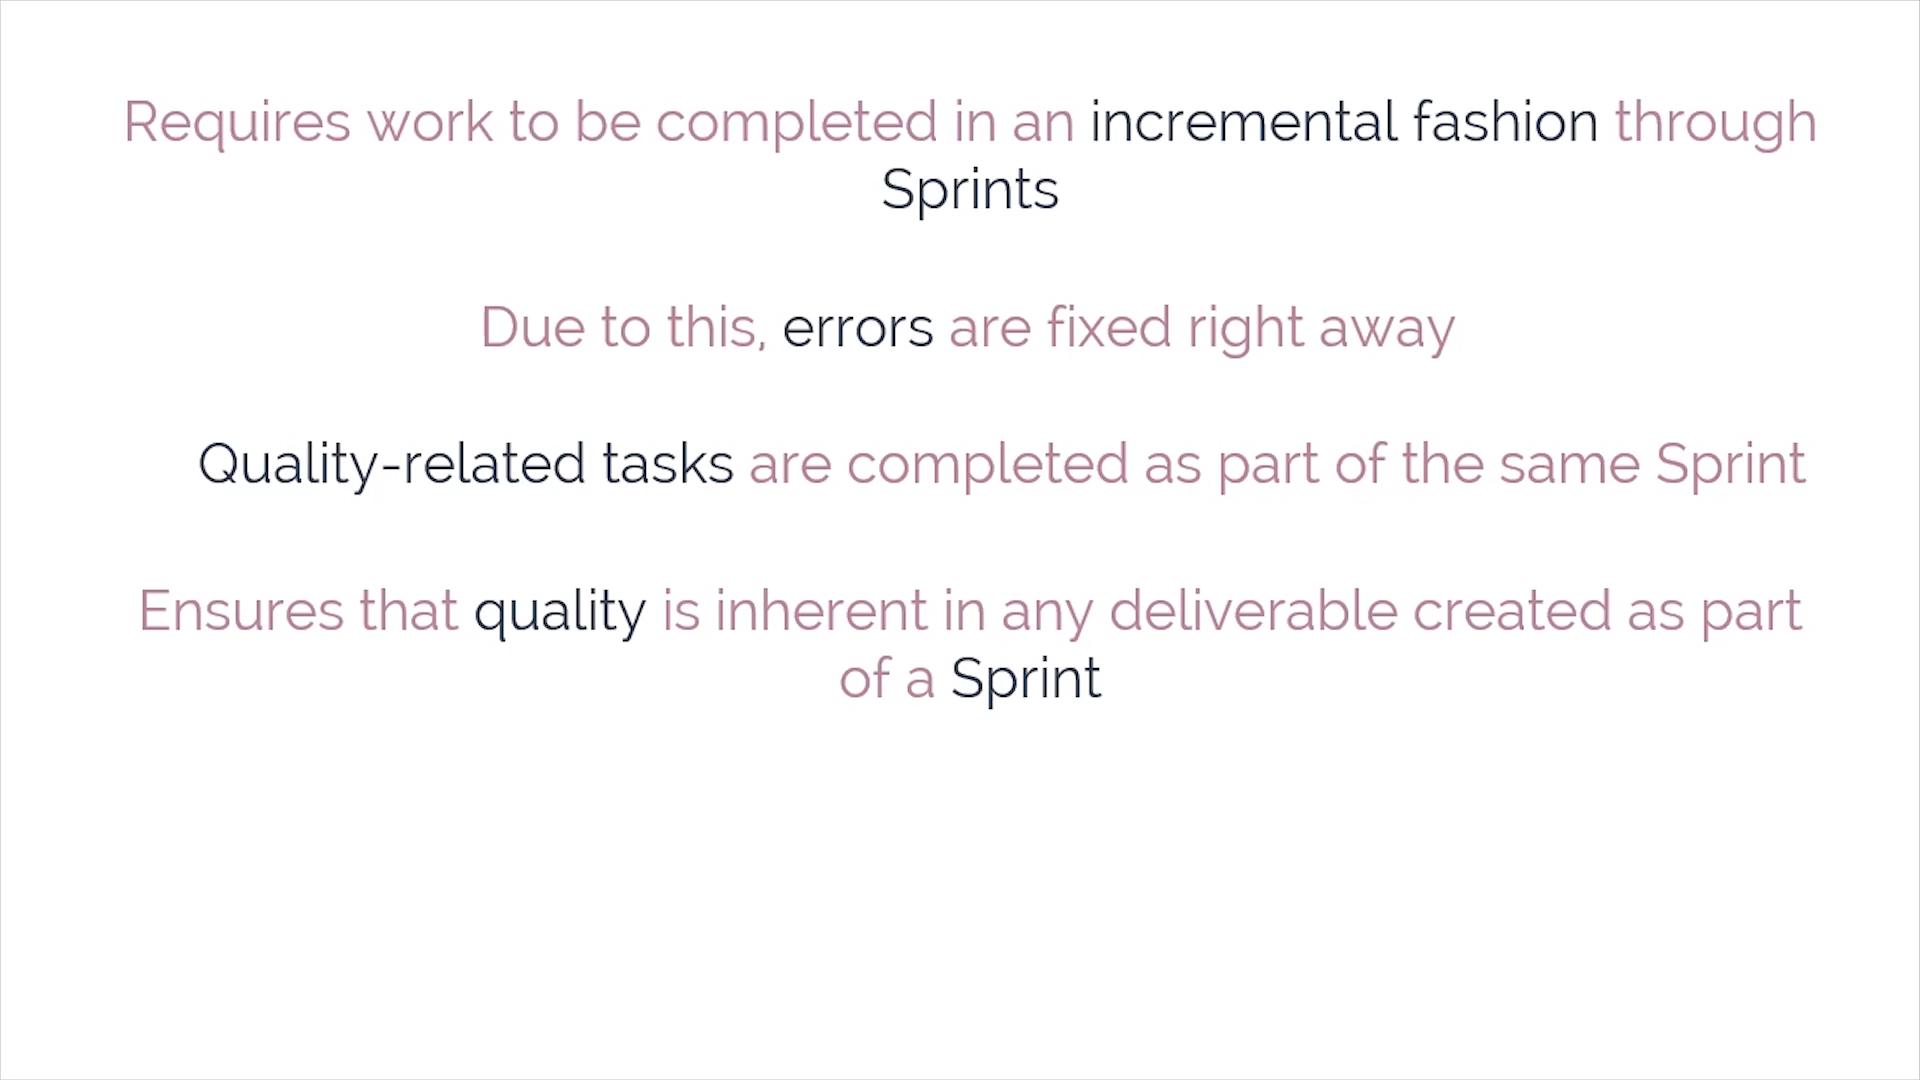 Requires work to be completed in an incremental fashion through
Sprints
Due to this, errors are fixed right away
Quality-related tasks are completed as part of the same Sprint
Ensures that quality is inherent in any deliverable created as part
of a Sprint